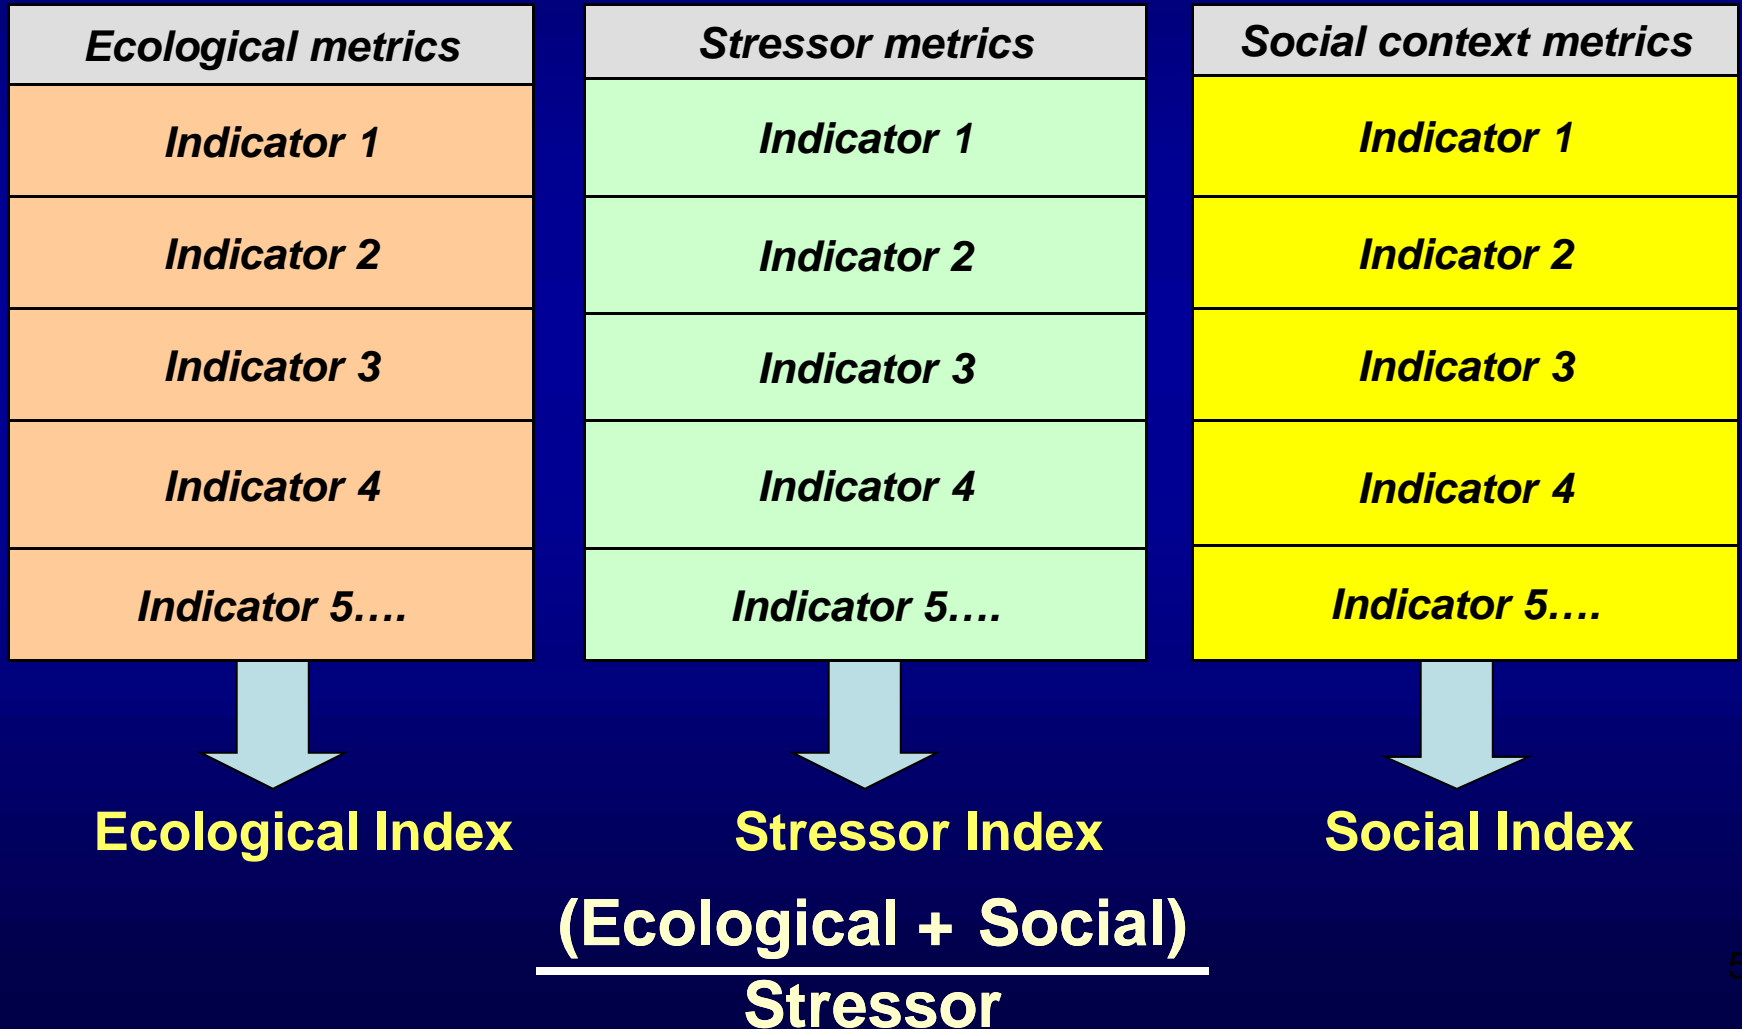 Ecological metrics
Indicator 1
Indicator 2
Indicator 3
Indicator 4
Indicator 5….
Stressor metrics
Indicator 1
Indicator 2
Indicator 3
Indicator 4
Indicator 5….
Social context metrics
Indicator 1
Indicator 2
Indicator 3
Indicator 4
Indicator 5….
Ecological Index
Stressor Index
Social Index
(Ecological + Social)
Stressor